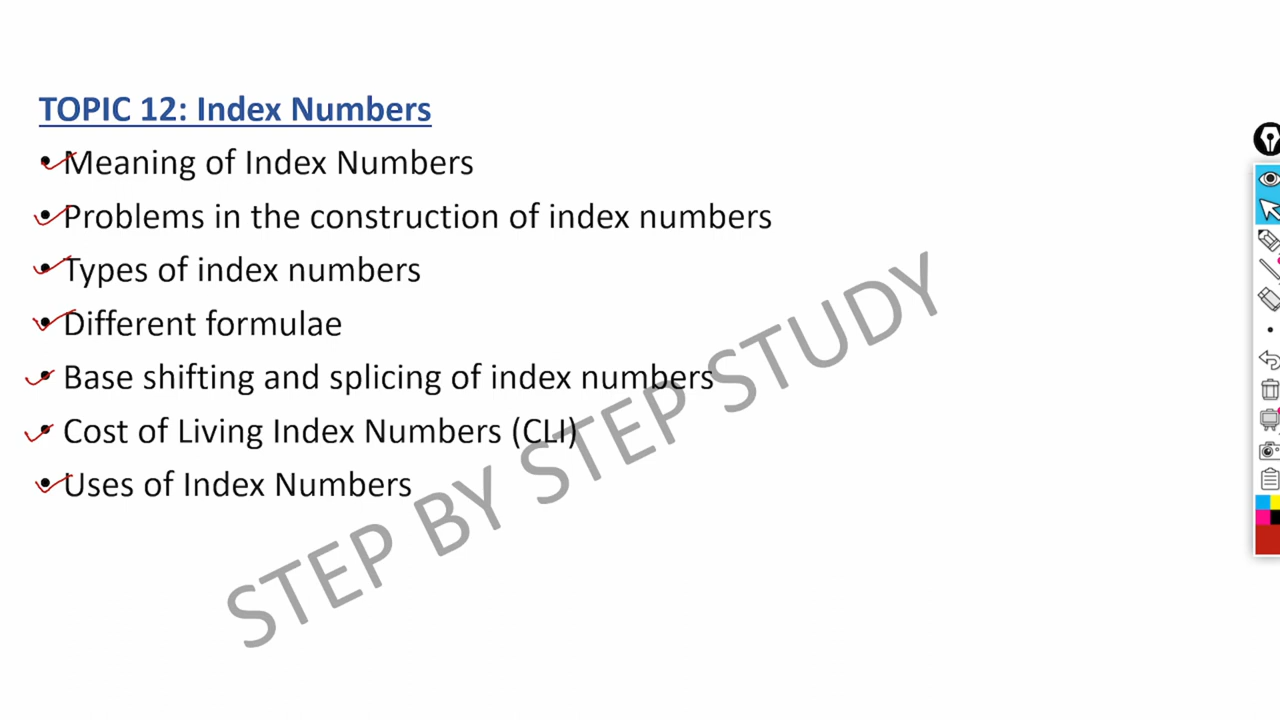 TOPIC 12: Index Numbers
• Meaning of Index Numbers
• Problems in the construction of index numbers
• Types of index numbers
• Different formulae
• Base shifting and splicing of index numbers
• Cost of Living Index Numbers (CLI)
• Uses of Index Numbers
STEP BY STEP STUDY